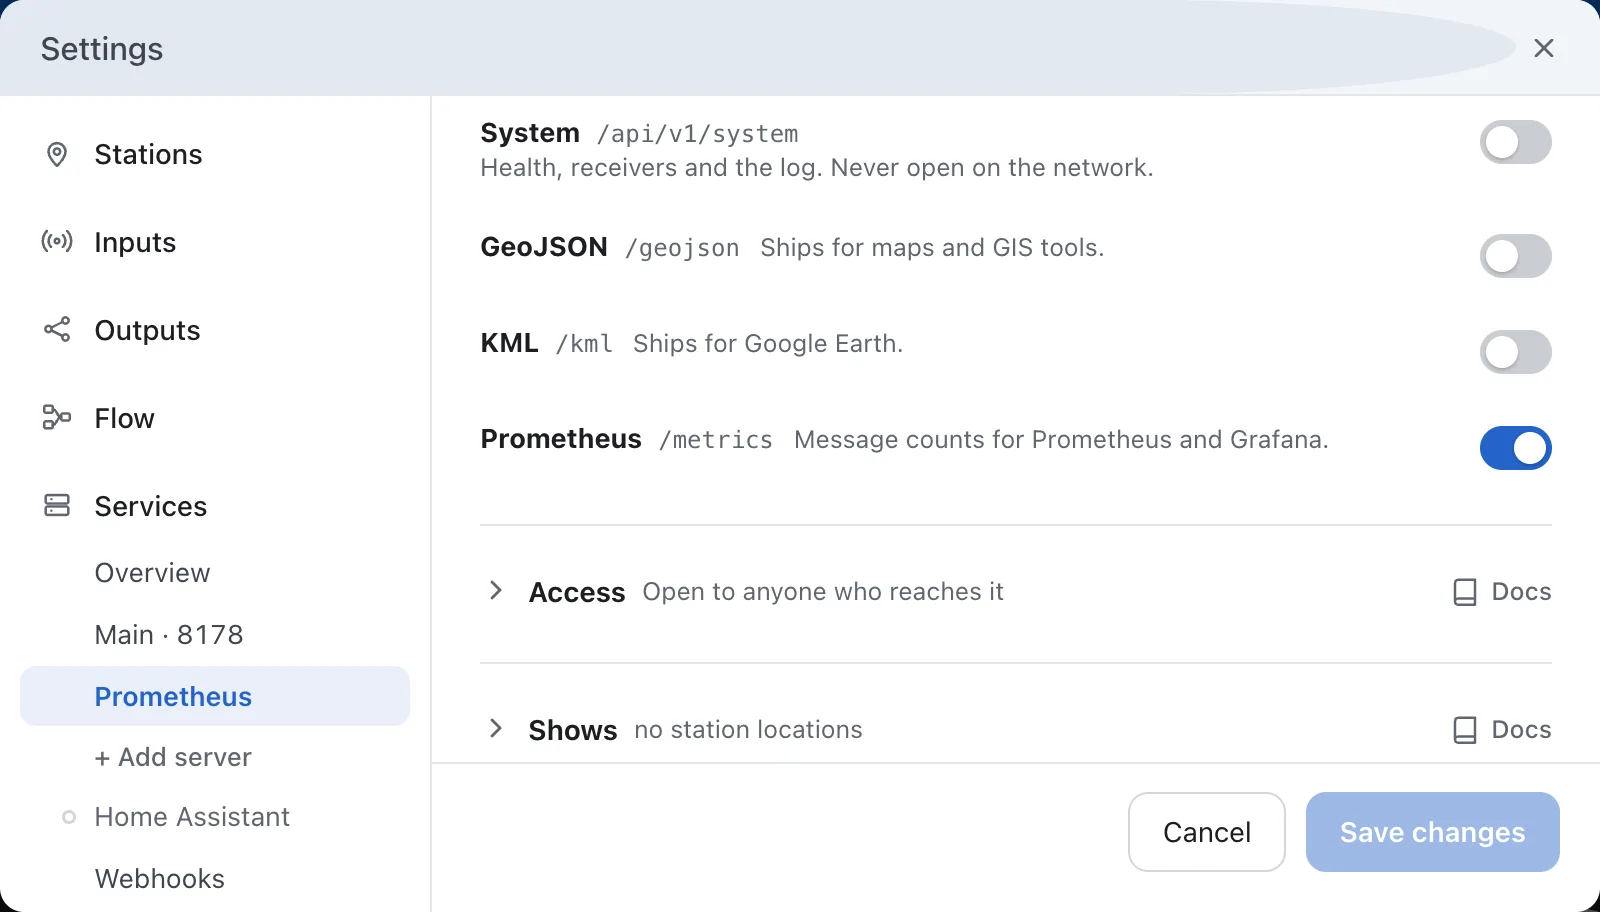 Settings
Stations
Inputs
Outputs
Flow
Services
Overview
Main · 8178
Prometheus
+ Add server
Home Assistant
Webhooks
System /api/v1/system
Health, receivers and the log. Never open on the network.
GeoJSON /geojson Ships for maps and GIS tools.
KML /kml Ships for Google Earth.
Prometheus /metrics Message counts for Prometheus and Grafana.
Access Open to anyone who reaches it Docs
Shows no station locations Docs
Cancel Save changes